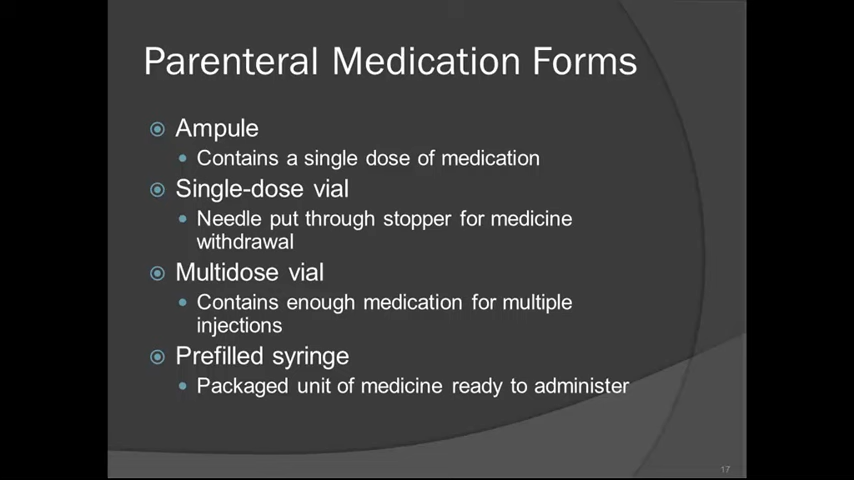 Parenteral Medication Forms
Ampule
Contains a single dose of medication
Single-dose vial
Needle put through stopper for medicine
withdrawal
Multidose vial
Contains enough medication for multiple
injections
Prefilled syringe
Packaged unit of medicine ready to administer
17